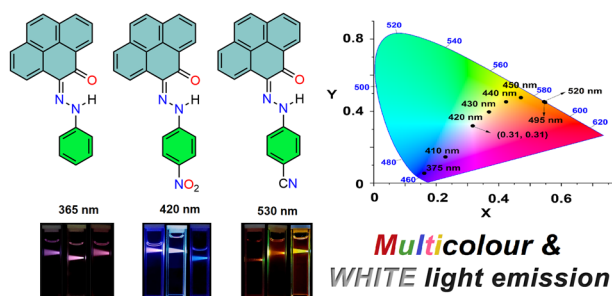 O
N
N
H
O
N
N
H
NO₂
O
N
N
H
CN
365 nm
420 nm
530 nm
0.8
0.4
0
Y
0
0.2
0.4
0.6
0.8
X
520
540
560
500
580
600
620
480
460
450 nm
440 nm
430 nm
420 nm
410 nm
375 nm
520 nm
495 nm
(0.31, 0.31)
Multicolour &
WHITE light emission